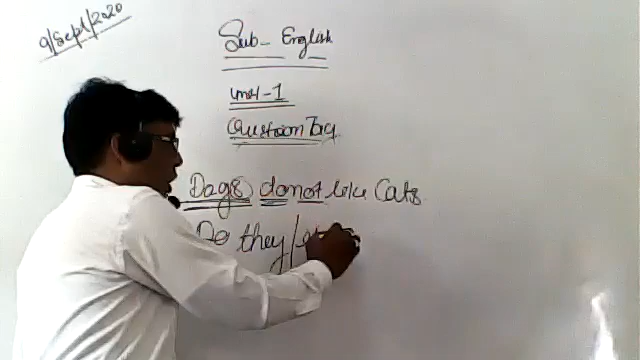 9/Sept/2020
Sub- English
Unit-1
Question Tag
Dogs do not like Cats
Do they/